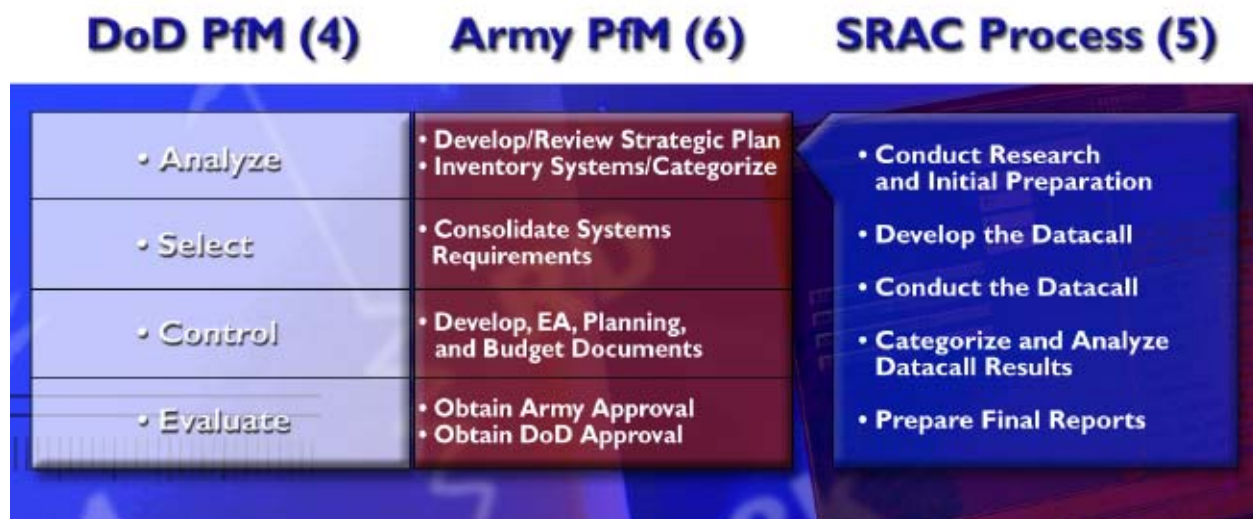 DoD PfM (4)
Army PfM (6)
SRAC Process (5)
• Analyze
• Develop/Review Strategic Plan
• Inventory Systems/Categorize
• Select
• Consolidate Systems
Requirements
• Control
• Develop, EA, Planning,
and Budget Documents
• Evaluate
• Obtain Army Approval
• Obtain DoD Approval
• Conduct Research
and Initial Preparation
• Develop the Datacall
• Conduct the Datacall
• Categorize and Analyze
Datacall Results
• Prepare Final Reports